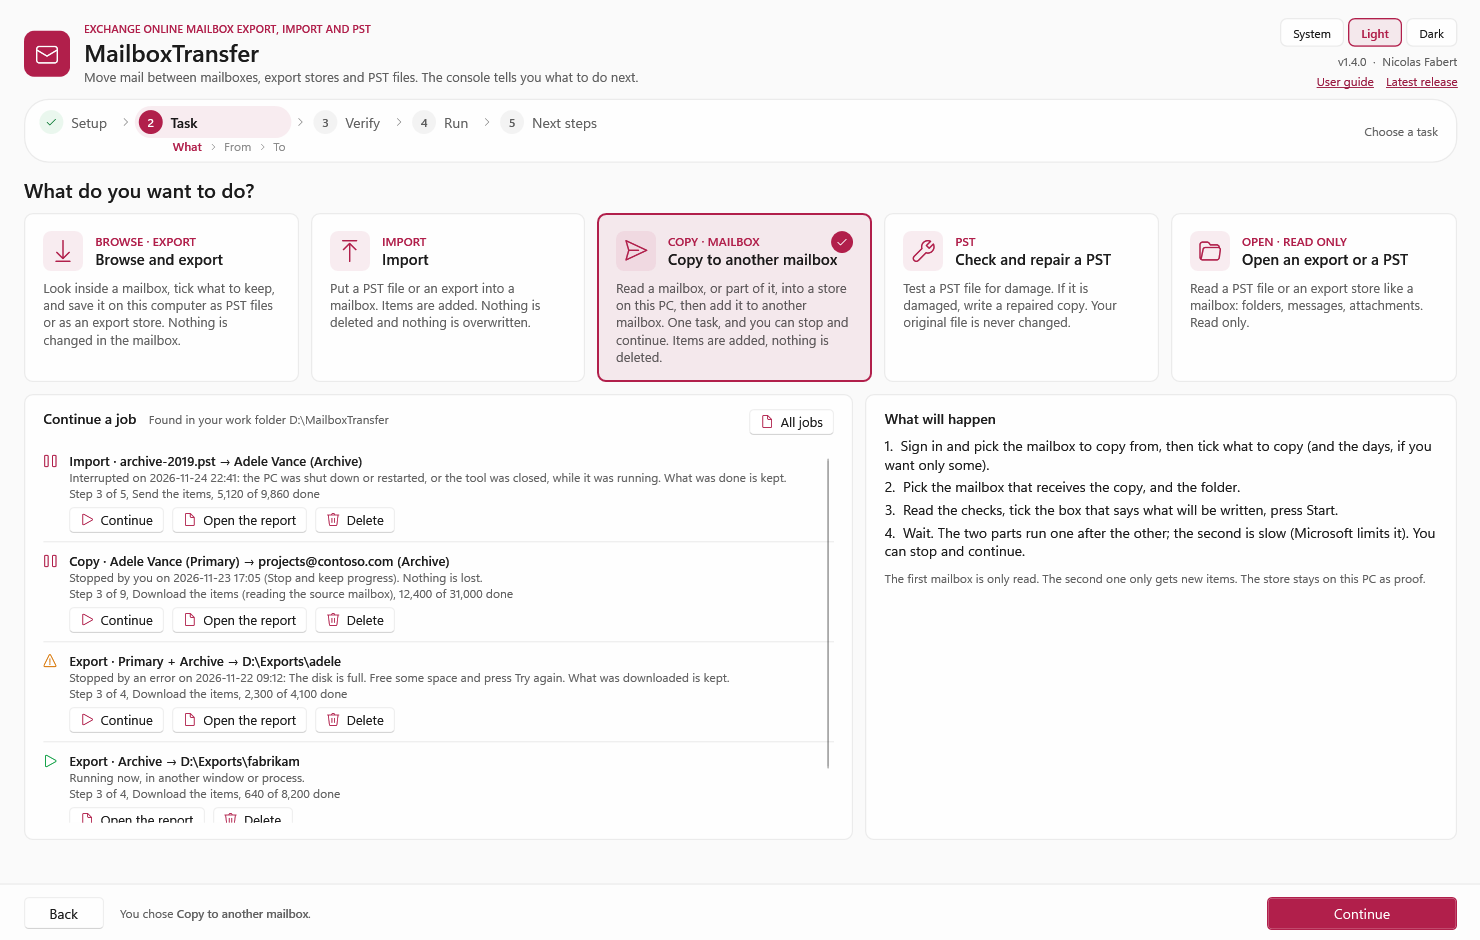 EXCHANGE ONLINE MAILBOX EXPORT, IMPORT AND PST
MailboxTransfer
Move mail between mailboxes, export stores and PST files. The console tells you what to do next.
System
Light
Dark
v1.4.0 · Nicolas Fabert
User guide
Latest release
Setup
2
Task
3
Verify
4
Run
5
Next steps
What
From
To
Choose a task
What do you want to do?
BROWSE · EXPORT
Browse and export
Look inside a mailbox, tick what to keep,
and save it on this computer as PST files
or as an export store. Nothing is
changed in the mailbox.
IMPORT
Import
Put a PST file or an export into a
mailbox. Items are added. Nothing is
deleted and nothing is overwritten.
COPY · MAILBOX
Copy to another mailbox
Read a mailbox, or part of it, into a store
on this PC, then add it to another
mailbox. One task, and you can stop and
continue. Items are added, nothing is
deleted.
PST
Check and repair a PST
Test a PST file for damage. If it is
damaged, write a repaired copy. Your
original file is never changed.
OPEN · READ ONLY
Open an export or a PST
Read a PST file or an export store like a
mailbox: folders, messages, attachments.
Read only.
Continue a job
Found in your work folder D:\MailboxTransfer
All jobs
Import · archive-2019.pst → Adele Vance (Archive)
Interrupted on 2026-11-24 22:41: the PC was shut down or restarted, or the tool was closed, while it was running. What was done is kept.
Step 3 of 5, Send the items, 5,120 of 9,860 done
Continue
Open the report
Delete
Copy · Adele Vance (Primary) → projects@contoso.com (Archive)
Stopped by you on 2026-11-23 17:05 (Stop and keep progress). Nothing is lost.
Step 3 of 9, Download the items (reading the source mailbox), 12,400 of 31,000 done
Continue
Open the report
Delete
Export · Primary + Archive → D:\Exports\adele
Stopped by an error on 2026-11-22 09:12: The disk is full. Free some space and press Try again. What was downloaded is kept.
Step 3 of 4, Download the items, 2,300 of 4,100 done
Continue
Open the report
Delete
Export · Archive → D:\Exports\fabrikam
Running now, in another window or process.
Step 3 of 4, Download the items, 640 of 8,200 done
Open the report
Delete
What will happen
1. Sign in and pick the mailbox to copy from, then tick what to copy (and the days, if you
want only some).
2. Pick the mailbox that receives the copy, and the folder.
3. Read the checks, tick the box that says what will be written, press Start.
4. Wait. The two parts run one after the other; the second is slow (Microsoft limits it). You
can stop and continue.
The first mailbox is only read. The second one only gets new items. The store stays on this PC as proof.
Back
You chose Copy to another mailbox.
Continue